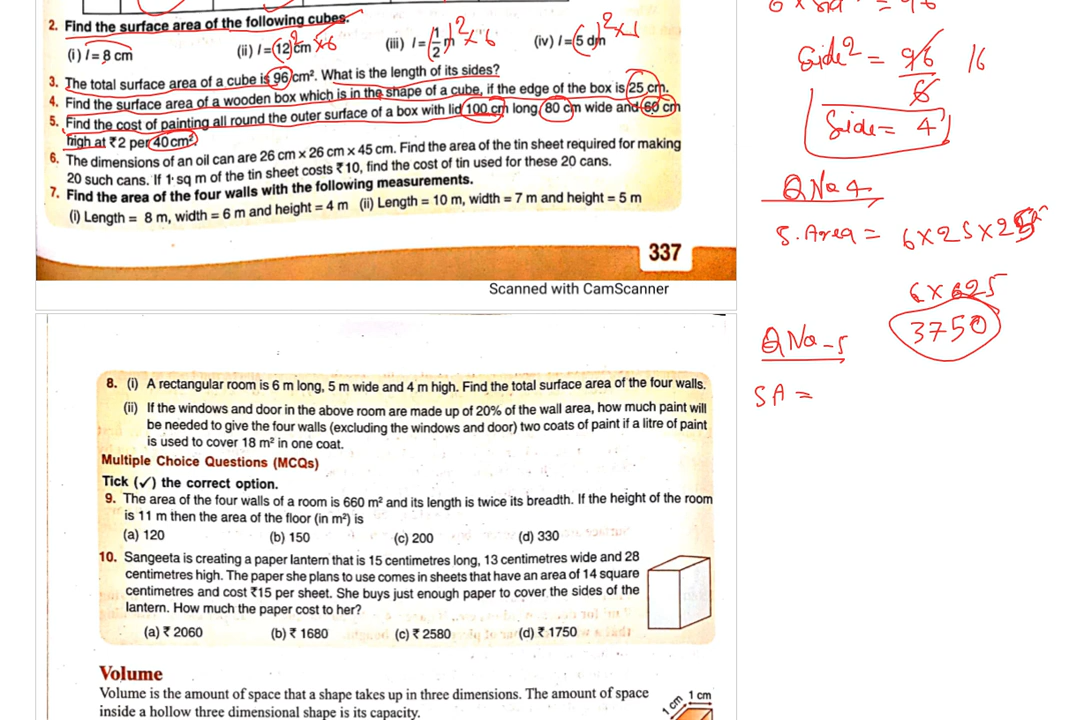 2. Find the surface area of the following cubes.
(i) l = 8 cm (ii) l = (12) cm (iii) l = 1/2 m (iv) l = 5 dm
2 × 6
2 × 6
3. The total surface area of a cube is 96 cm². What is the length of its sides?
4. Find the surface area of a wooden box which is in the shape of a cube, if the edge of the box is 25 cm.
5. Find the cost of painting all round the outer surface of a box with lid 100 cm long, 80 cm wide and 60 cm
high at ₹2 per 40 cm².
6. The dimensions of an oil can are 26 cm × 26 cm × 45 cm. Find the area of the tin sheet required for making
20 such cans. If 1 sq m of the tin sheet costs ₹10, find the cost of tin used for these 20 cans.
7. Find the area of the four walls with the following measurements.
(i) Length = 8 m, width = 6 m and height = 4 m (ii) Length = 10 m, width = 7 m and height = 5 m
337
Scanned with CamScanner
8. (i) A rectangular room is 6 m long, 5 m wide and 4 m high. Find the total surface area of the four walls.
(ii) If the windows and door in the above room are made up of 20% of the wall area, how much paint will
be needed to give the four walls (excluding the windows and door) two coats of paint if a litre of paint
is used to cover 18 m² in one coat.
Multiple Choice Questions (MCQs)
Tick (✓) the correct option.
9. The area of the four walls of a room is 660 m² and its length is twice its breadth. If the height of the room
is 11 m then the area of the floor (in m²) is
(a) 120 (b) 150 (c) 200 (d) 330
10. Sangeeta is creating a paper lantern that is 15 centimetres long, 13 centimetres wide and 28
centimetres high. The paper she plans to use comes in sheets that have an area of 14 square
centimetres and cost ₹15 per sheet. She buys just enough paper to cover the sides of the
lantern. How much the paper cost to her?
(a) ₹ 2060 (b) ₹ 1680 (c) ₹ 2580 (d) ₹ 1750
Volume
Volume is the amount of space that a shape takes up in three dimensions. The amount of space
inside a hollow three dimensional shape is its capacity.
1 cm
1 cm
Side² = 96/6 16
Side = 4
Q No 4
S. Area = 6×25×25
6×625
3750
Q No - 5
SA =